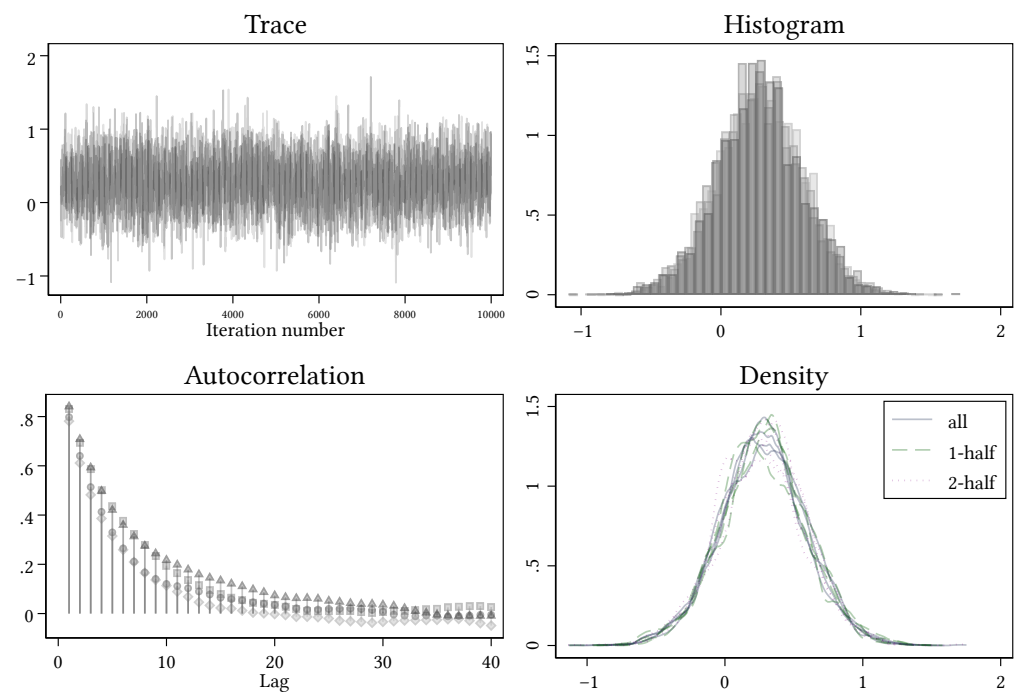 Trace
2
1
0
−1
0 2000 4000 6000 8000 10000
Iteration number
Histogram
1.5
1
.5
0
−1 0 1 2
Autocorrelation
.8
.6
.4
.2
0
0 10 20 30 40
Lag
Density
1.5
1
.5
0
all
1-half
2-half
−1 0 1 2